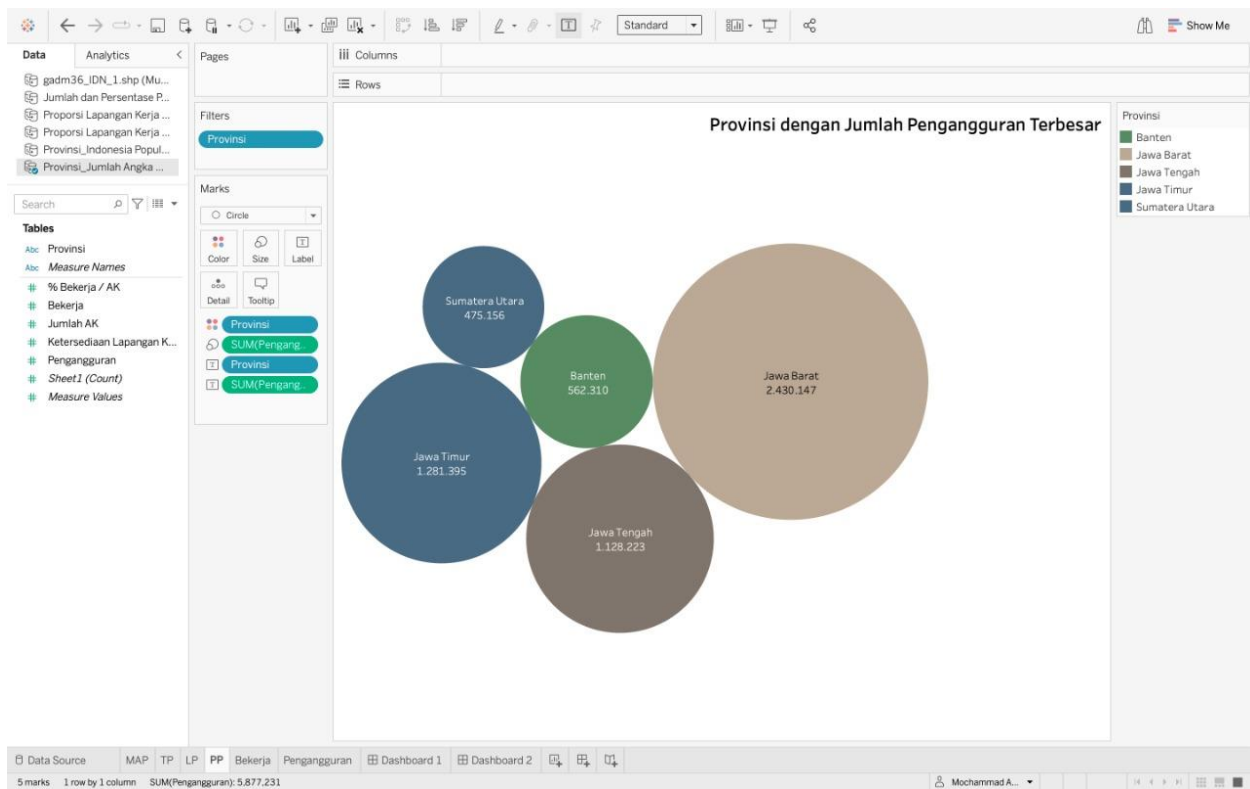 Standard
Show Me
Data
Analytics
Pages
Columns
Rows
gadm36_IDN_1.shp (Mu...
Jumlah dan Persentase P...
Proporsi Lapangan Kerja ...
Proporsi Lapangan Kerja ...
Provinsi_Indonesia Popul...
Provinsi_Jumlah Angka ...
Search
Tables
Abc Provinsi
Abc Measure Names
# % Bekerja / AK
# Bekerja
# Jumlah AK
# Ketersediaan Lapangan K...
# Pengangguran
# Sheet1 (Count)
# Measure Values
Filters
Provinsi
Marks
Circle
Color
Size
Label
Detail
Tooltip
Provinsi
SUM(Pengang..
Provinsi
SUM(Pengang..
Provinsi dengan Jumlah Pengangguran Terbesar
Sumatera Utara
475.156
Banten
562.310
Jawa Barat
2.430.147
Jawa Timur
1.281.395
Jawa Tengah
1.128.223
Provinsi
Banten
Jawa Barat
Jawa Tengah
Jawa Timur
Sumatera Utara
Data Source
MAP
TP
LP
PP
Bekerja
Pengangguran
Dashboard 1
Dashboard 2
5 marks
1 row by 1 column
SUM(Pengangguran): 5,877,231
Mochammad A...